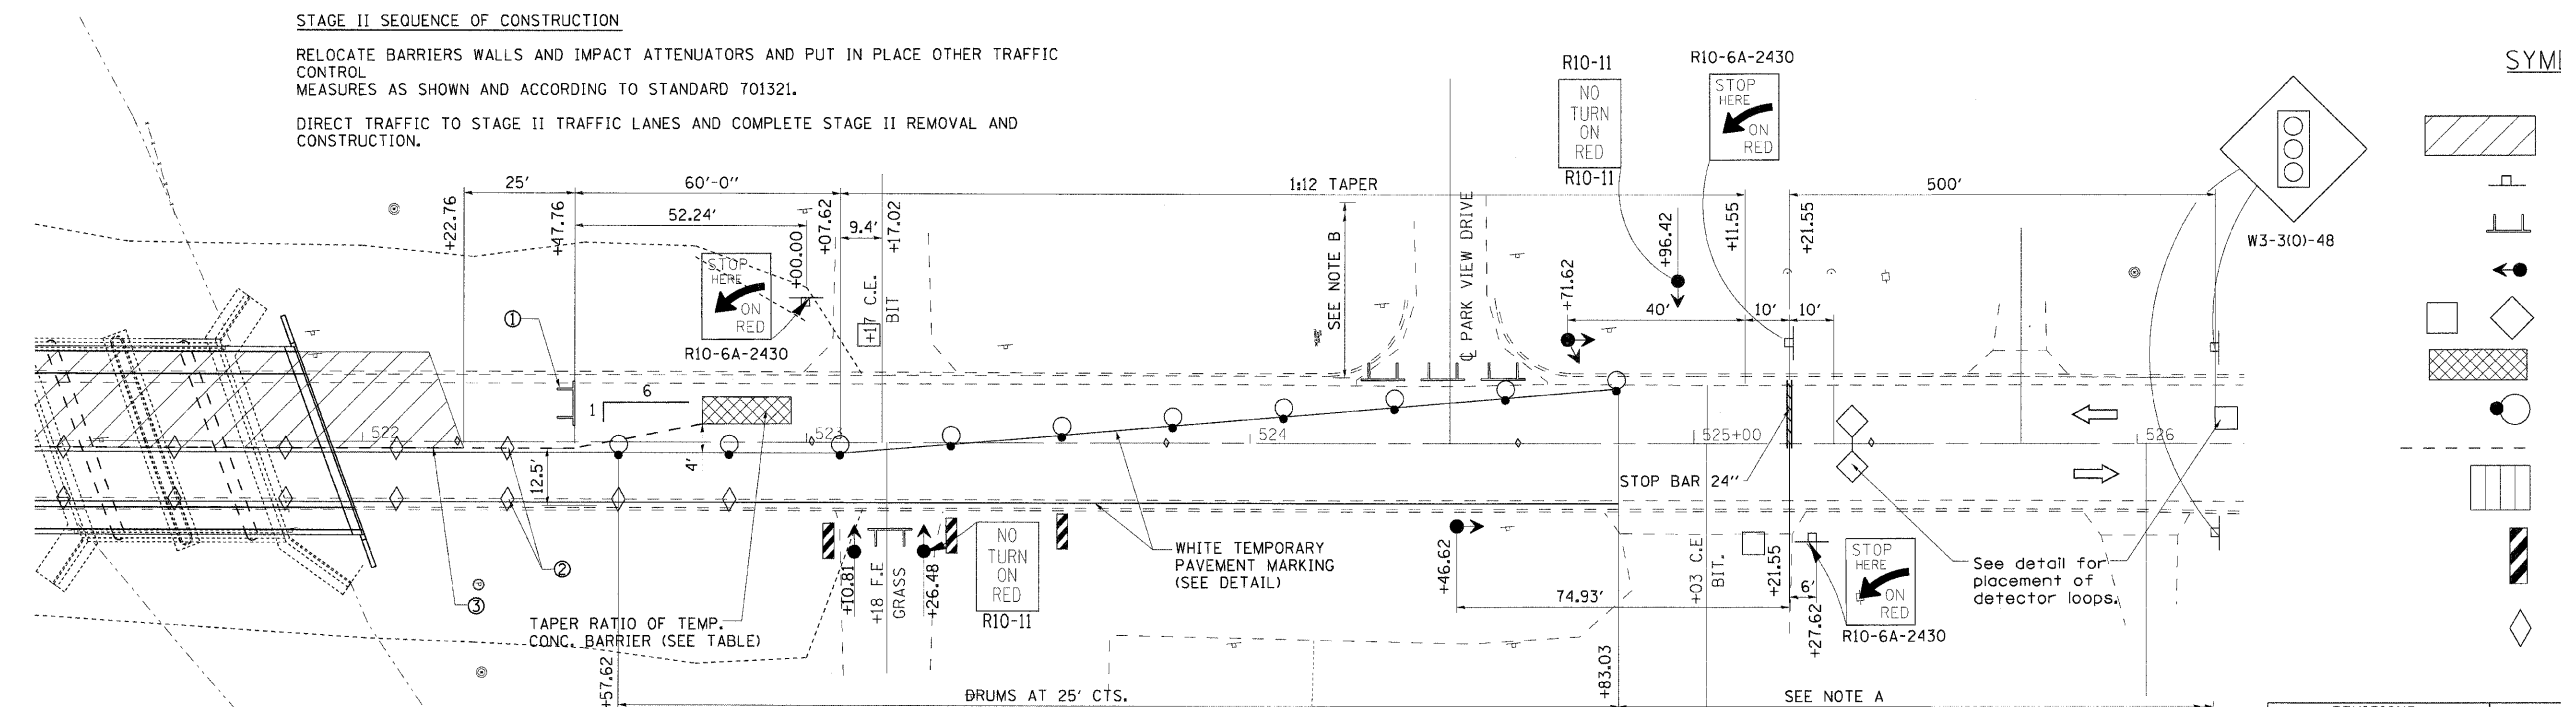 STAGE II SEQUENCE OF CONSTRUCTION
RELOCATE BARRIERS WALLS AND IMPACT ATTENUATORS AND PUT IN PLACE OTHER TRAFFIC
CONTROL
MEASURES AS SHOWN AND ACCORDING TO STANDARD 701321.
DIRECT TRAFFIC TO STAGE II TRAFFIC LANES AND COMPLETE STAGE II REMOVAL AND
CONSTRUCTION.
R10-11
NO
TURN
ON
RED
R10-11
R10-6A-2430
STOP
HERE
ON
RED
W3-3(O)-48
25'
60'-0"
1:12 TAPER
500'
52.24'
9.4'
+22.76
+47.76
+00.00
+07.62
+17.02
+17 C.E.
BIT
SEE NOTE B
℄ PARK VIEW DRIVE
+71.62
+96.42
+11.55
+21.55
40'
10'
10'
STOP
HERE
ON
RED
R10-6A-2430
1
1
6
522
523
524
525+00
526
4'
12.5'
2
3
STOP BAR 24"
TAPER RATIO OF TEMP.
CONC. BARRIER (SEE TABLE)
+10.81
+18 F.E
GRASS
+26.48
NO
TURN
ON
RED
R10-11
WHITE TEMPORARY
PAVEMENT MARKING
(SEE DETAIL)
+46.62
74.93'
+03 C.E
BIT.
+21.55
6'
+27.62
STOP
HERE
ON
RED
R10-6A-2430
See detail for
placement of
detector loops.
+57.62
DRUMS AT 25' CTS.
+83.03
SEE NOTE A